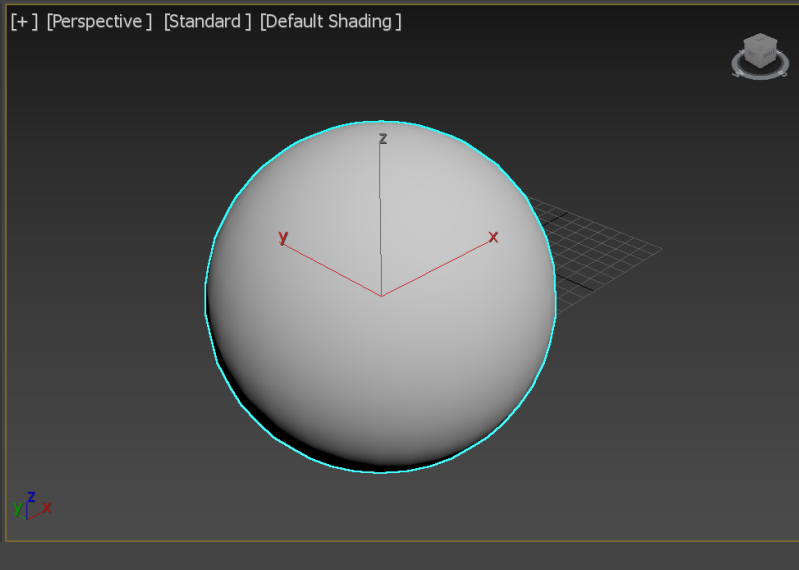 [+] [Perspective] [Standard] [Default Shading]
z
y x
z
y x